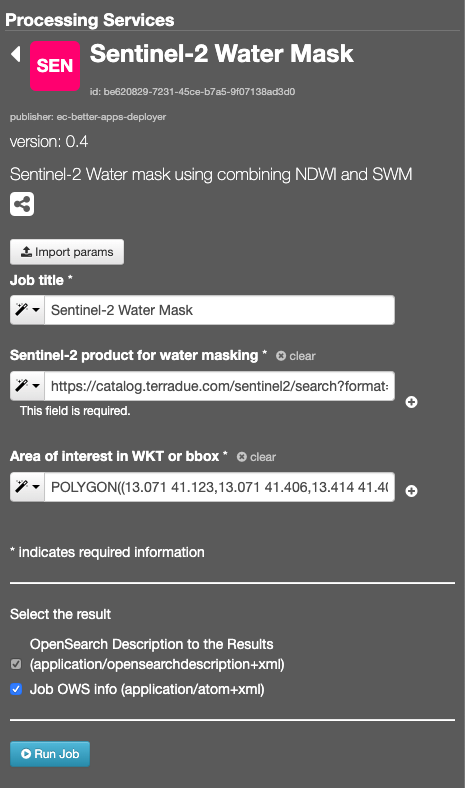 Processing Services
SEN
Sentinel-2 Water Mask
id: be620829-7231-45ce-b7a5-9f07138ad3d0
publisher: ec-better-apps-deployer
version: 0.4
Sentinel-2 Water mask using combining NDWI and SWM
Import params
Job title *
Sentinel-2 Water Mask
Sentinel-2 product for water masking * clear
https://catalog.terradue.com/sentinel2/search?format=
This field is required.
Area of interest in WKT or bbox * clear
POLYGON((13.071 41.123,13.071 41.406,13.414 41.40
* indicates required information
Select the result
OpenSearch Description to the Results
(application/opensearchdescription+xml)
Job OWS info (application/atom+xml)
Run Job